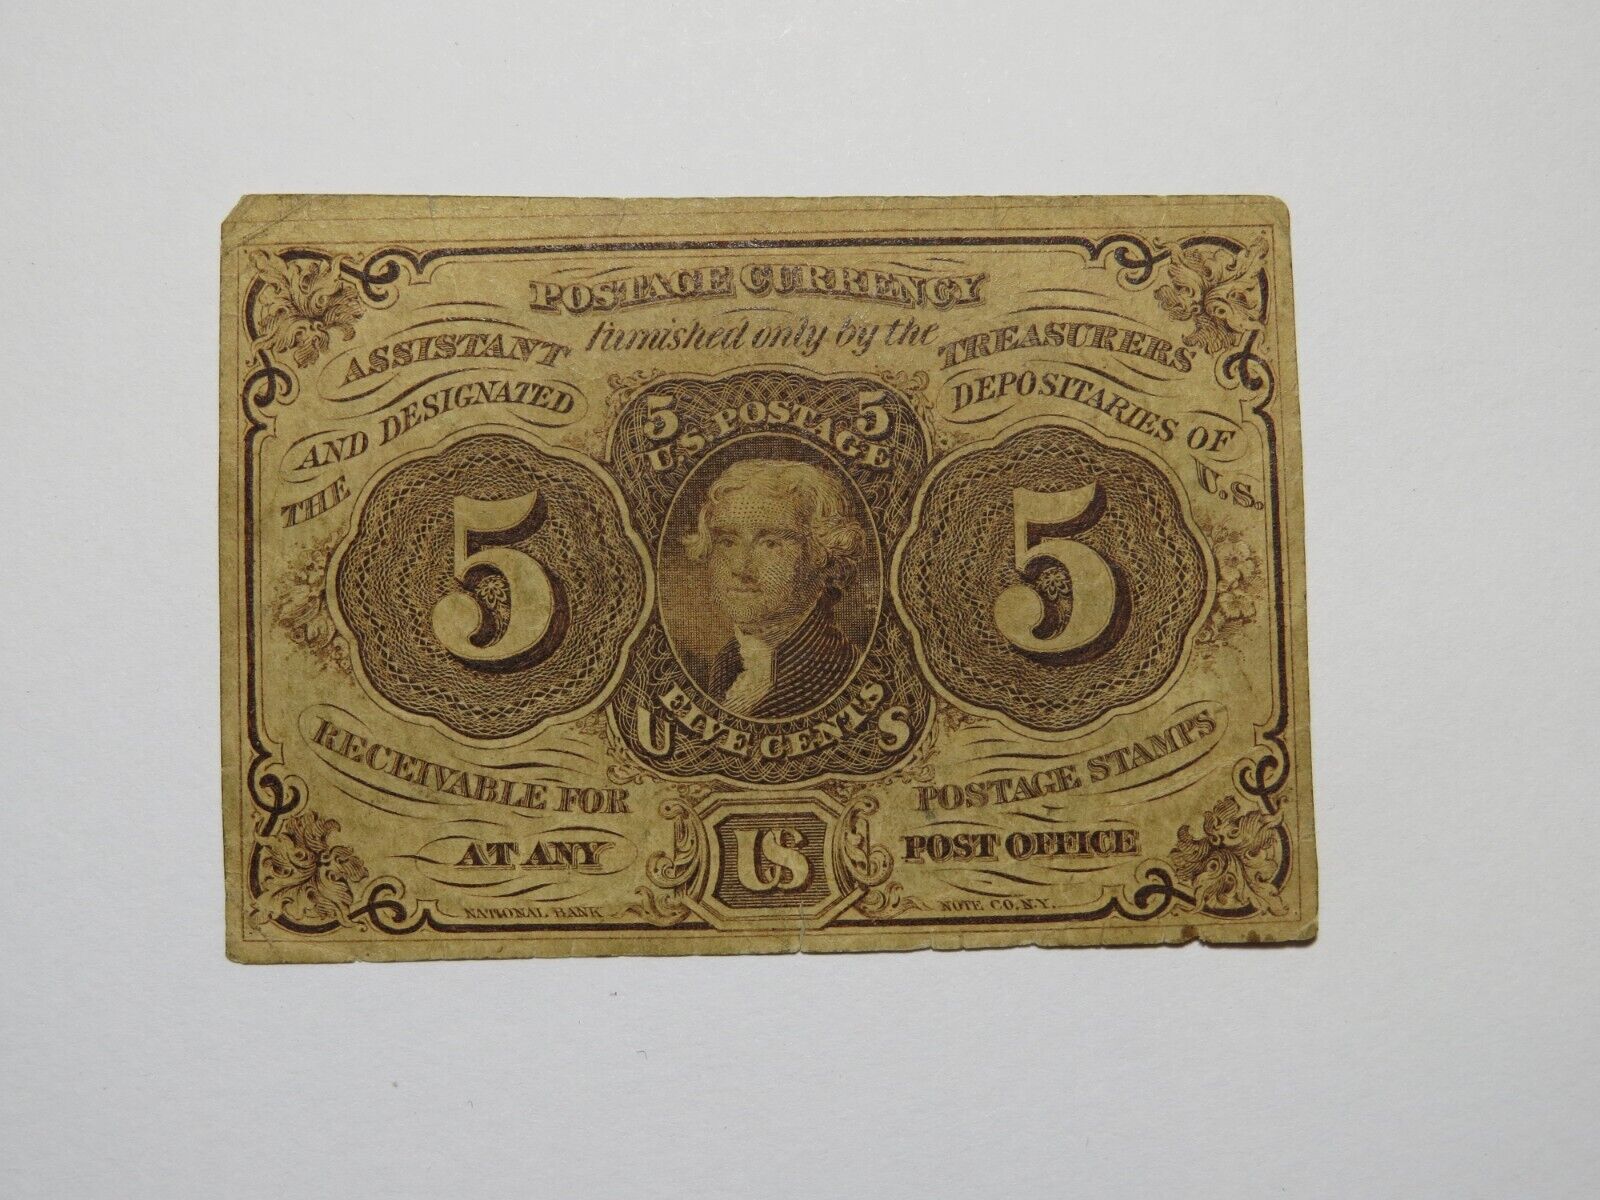 POSTAGE CURRENCY
furnished only by the
ASSISTANT TREASURERS
AND DESIGNATED DEPOSITARIES OF
THE U.S.
5 5
U.S. POSTAGE
5 5
FIVE CENTS
U S
RECEIVABLE FOR POSTAGE STAMPS
AT ANY POST OFFICE
US
NATIONAL BANK NOTE CO. N.Y.